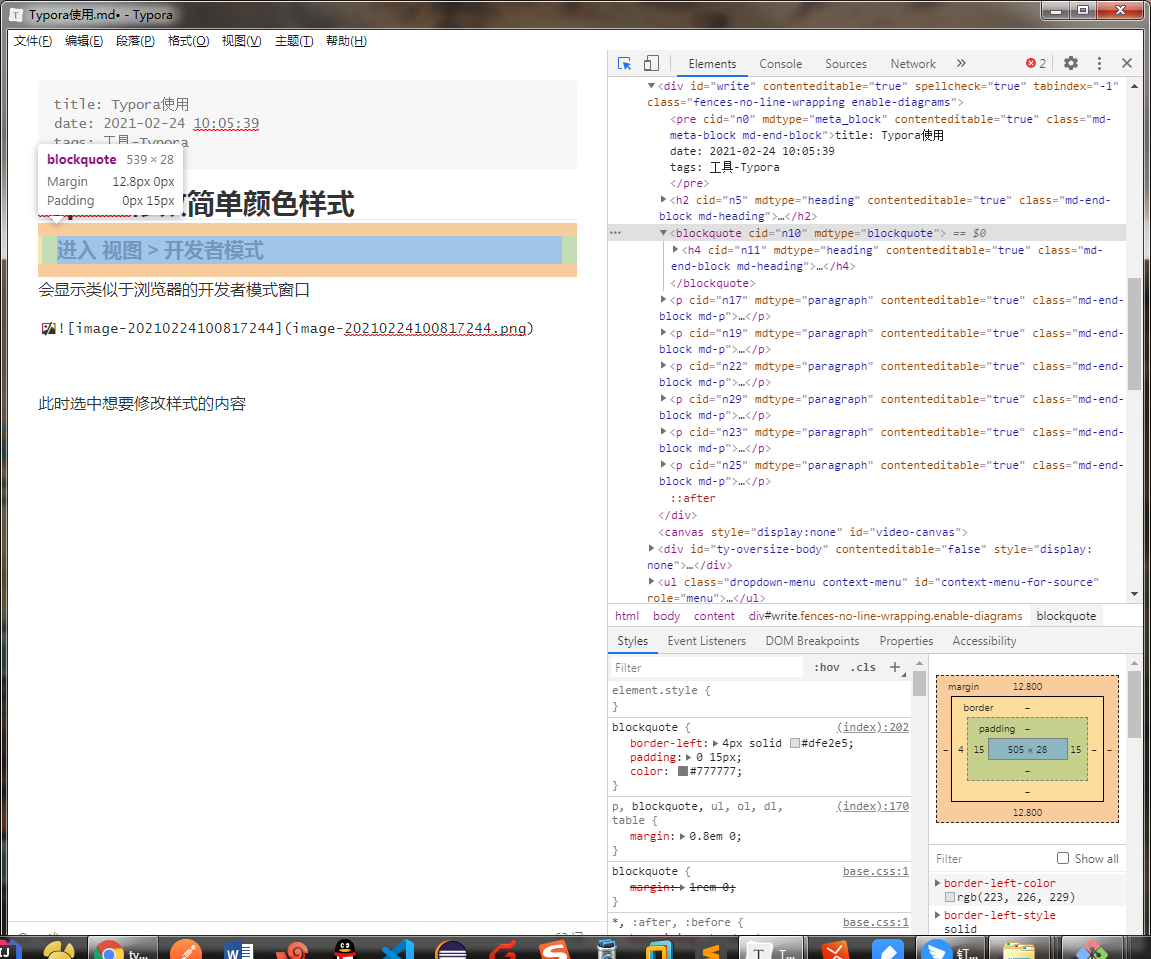 Typora使用.md• - Typora
文件(F) 编辑(E) 段落(P) 格式(O) 视图(V) 主题(T) 帮助(H)
title: Typora使用
date: 2021-02-24 10:05:39
tags: 工具-Typora
blockquote 539 × 28
Margin 12.8px 0px
Padding 0px 15px
简单颜色样式
进入 视图 > 开发者模式
会显示类似于浏览器的开发者模式窗口
![image-20210224100817244](image-20210224100817244.png)
此时选中想要修改样式的内容
Elements Console Sources Network » 2
<div id="write" contenteditable="true" spellcheck="true" tabindex="-1"
class="fences-no-line-wrapping enable-diagrams">
<pre cid="n0" mdtype="meta_block" contenteditable="true" class="md-
meta-block md-end-block">title: Typora使用
date: 2021-02-24 10:05:39
tags: 工具-Typora
</pre>
<h2 cid="n5" mdtype="heading" contenteditable="true" class="md-end-
block md-heading">…</h2>
<blockquote cid="n10" mdtype="blockquote"> == $0
<h4 cid="n11" mdtype="heading" contenteditable="true" class="md-
end-block md-heading">…</h4>
</blockquote>
<p cid="n17" mdtype="paragraph" contenteditable="true" class="md-end-
block md-p">…</p>
<p cid="n19" mdtype="paragraph" contenteditable="true" class="md-end-
block md-p">…</p>
<p cid="n22" mdtype="paragraph" contenteditable="true" class="md-end-
block md-p">…</p>
<p cid="n29" mdtype="paragraph" contenteditable="true" class="md-end-
block md-p">…</p>
<p cid="n23" mdtype="paragraph" contenteditable="true" class="md-end-
block md-p">…</p>
<p cid="n25" mdtype="paragraph" contenteditable="true" class="md-end-
block md-p">…</p>
::after
</div>
<canvas style="display:none" id="video-canvas">
<div id="ty-oversize-body" contenteditable="false" style="display:
none">…</div>
<ul class="dropdown-menu context-menu" id="context-menu-for-source"
role="menu">…</ul>
html body content div#write.fences-no-line-wrapping.enable-diagrams blockquote
Styles Event Listeners DOM Breakpoints Properties Accessibility
Filter :hov .cls +
element.style {
}
blockquote { (index):202
border-left: 4px solid #dfe2e5;
padding: 0 15px;
color: #777777;
}
p, blockquote, ul, ol, dl, (index):170
table {
margin: 0.8em 0;
}
blockquote { base.css:1
margin: 1rem 0;
}
*, :after, :before { base.css:1
margin 12.800
border –
padding –
– 4 15 505 × 28 15 – –
–
–
12.800
Filter Show all
border-left-color
rgb(223, 226, 229)
border-left-style
solid
ty... T... 钉...